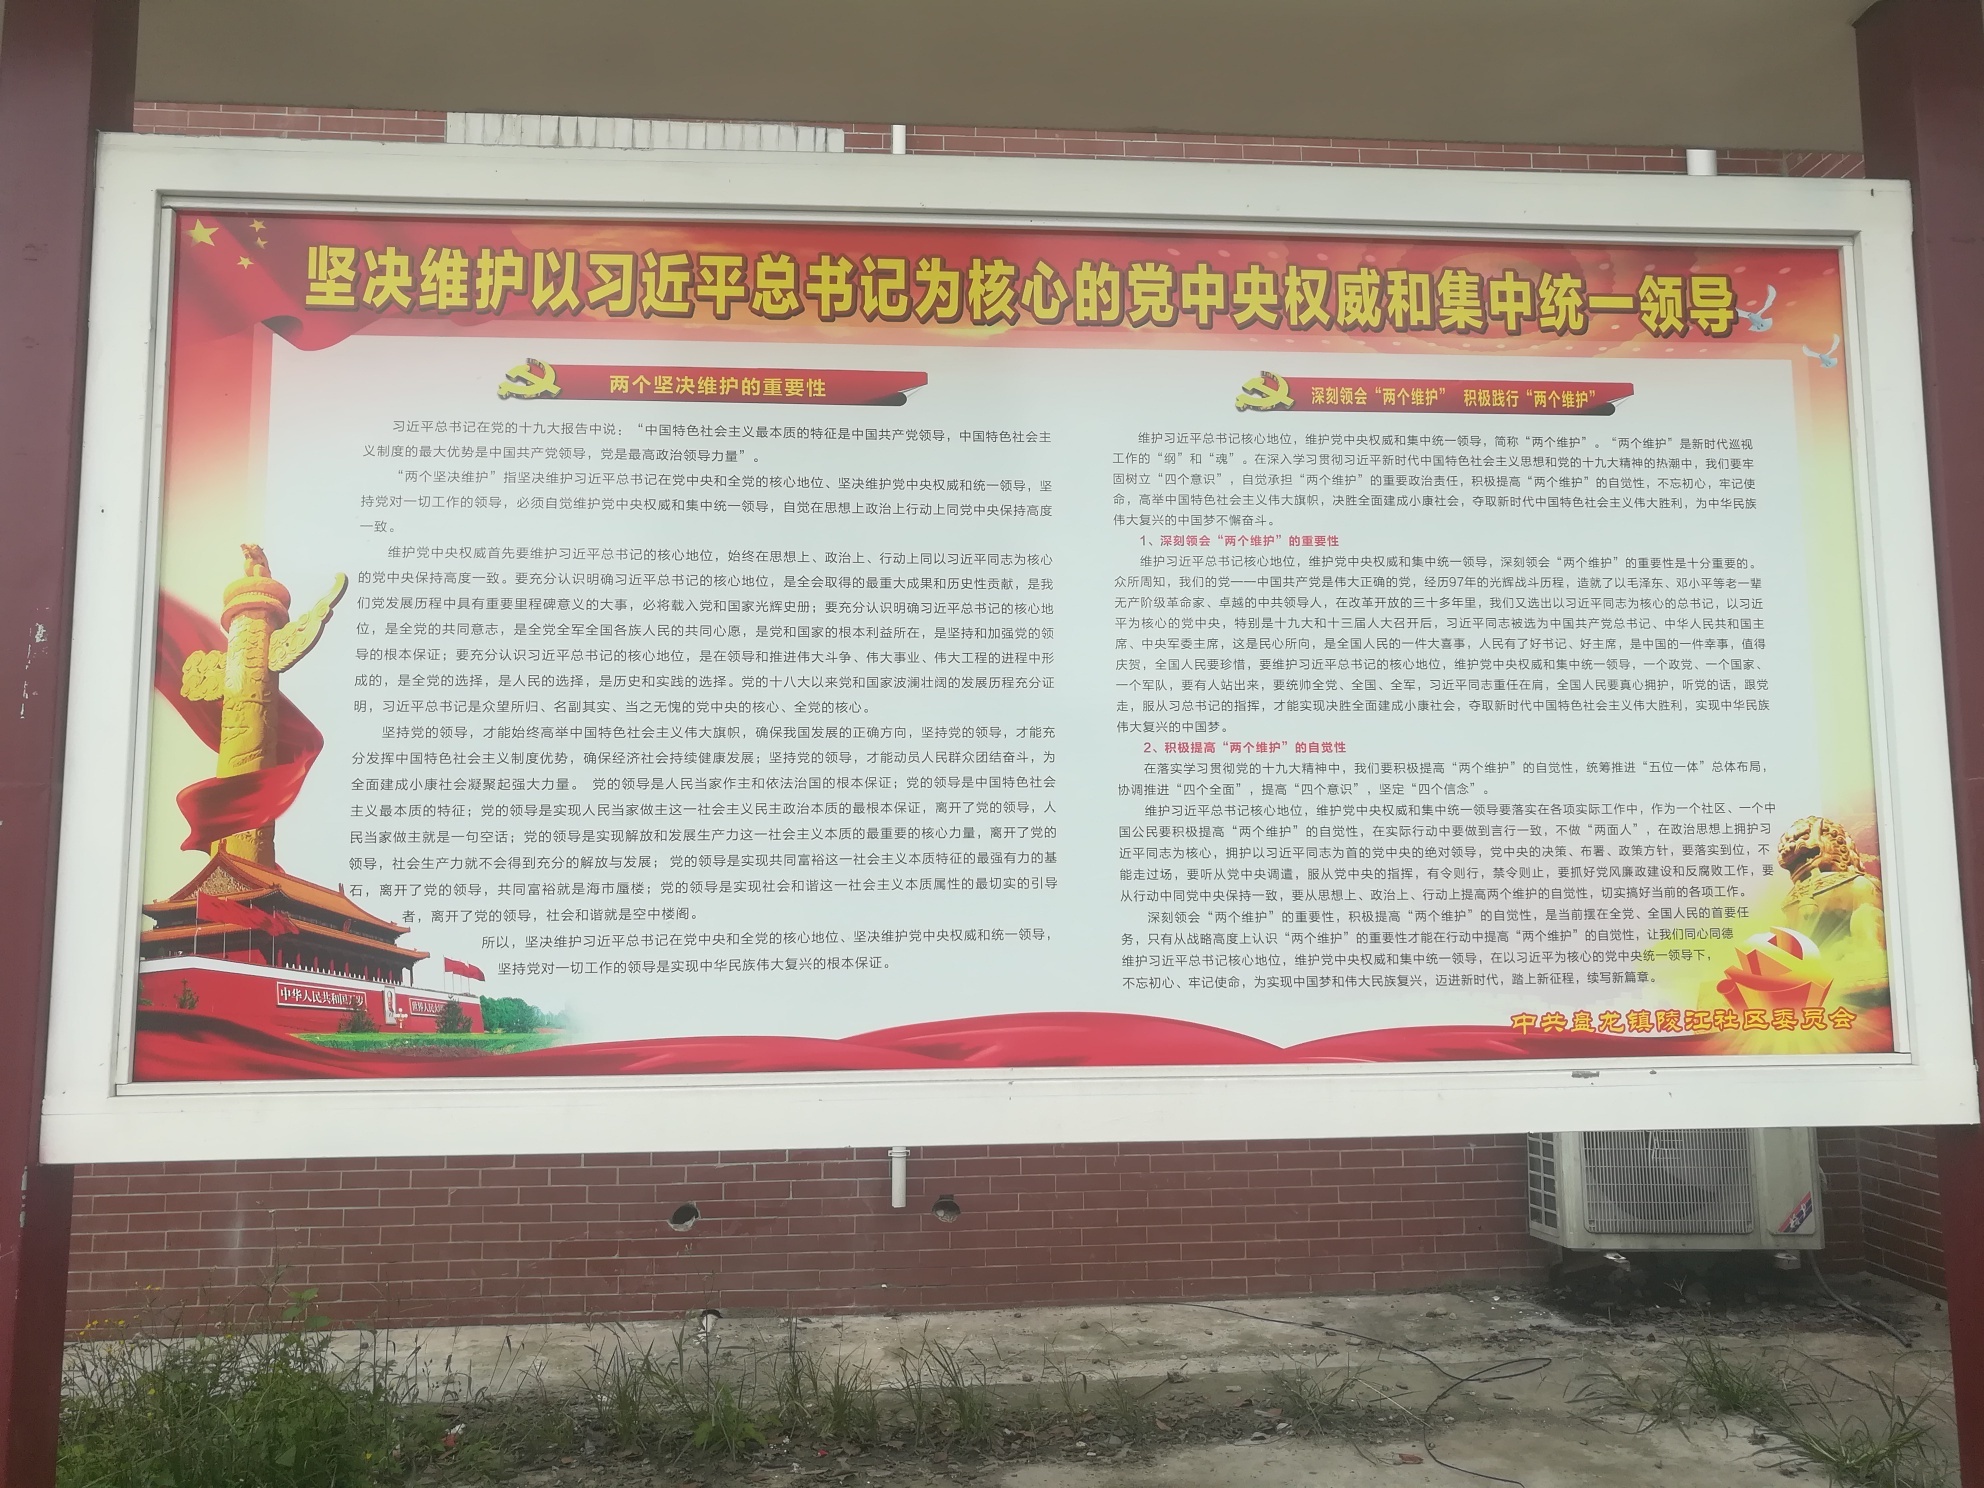 坚决维护以习近平总书记为核心的党中央权威和集中统一领导
两个坚决维护的重要性
习近平总书记在党的十九大报告中说：“中国特色社会主义最本质的特征是中国共产党领导，中国特色社会主
义制度的最大优势是中国共产党领导，党是最高政治领导力量”。
“两个坚决维护”指坚决维护习近平总书记在党中央和全党的核心地位、坚决维护党中央权威和统一领导，坚
持党对一切工作的领导，必须自觉维护党中央权威和集中统一领导，自觉在思想上政治上行动上同党中央保持高度
一致。
维护党中央权威首先要维护习近平总书记的核心地位，始终在思想上、政治上、行动上同以习近平同志为核心
的党中央保持高度一致。要充分认识明确习近平总书记的核心地位，是全会取得的最重大成果和历史性贡献，是我
们党发展历程中具有重要里程碑意义的大事，必将载入党和国家光辉史册；要充分认识明确习近平总书记的核心地
位，是全党的共同意志，是全党全军全国各族人民的共同心愿，是党和国家的根本利益所在，是坚持和加强党的领
导的根本保证；要充分认识习近平总书记的核心地位，是在领导和推进伟大斗争、伟大事业、伟大工程的进程中形
成的，是全党的选择，是人民的选择，是历史和实践的选择。党的十八大以来党和国家波澜壮阔的发展历程充分证
明，习近平总书记是众望所归、名副其实、当之无愧的党中央的核心、全党的核心。
坚持党的领导，才能始终高举中国特色社会主义伟大旗帜，确保我国发展的正确方向，坚持党的领导，才能充
分发挥中国特色社会主义制度优势，确保经济社会持续健康发展；坚持党的领导，才能动员人民群众团结奋斗，为
全面建成小康社会凝聚起强大力量。 党的领导是人民当家作主和依法治国的根本保证；党的领导是中国特色社会
主义最本质的特征；党的领导是实现人民当家做主这一社会主义民主政治本质的最根本保证，离开了党的领导，人
民当家做主就是一句空话；党的领导是实现解放和发展生产力这一社会主义本质的最重要的核心力量，离开了党的
领导，社会生产力就不会得到充分的解放与发展； 党的领导是实现共同富裕这一社会主义本质特征的最强有力的基
石，离开了党的领导，共同富裕就是海市蜃楼；党的领导是实现社会和谐这一社会主义本质属性的最切实的引导
者，离开了党的领导，社会和谐就是空中楼阁。
所以，坚决维护习近平总书记在党中央和全党的核心地位、坚决维护党中央权威和统一领导，
坚持党对一切工作的领导是实现中华民族伟大复兴的根本保证。
中华人民共和国万岁
世界人民大
深刻领会“两个维护” 积极践行“两个维护”
维护习近平总书记核心地位，维护党中央权威和集中统一领导，简称“两个维护”。“两个维护”是新时代巡视
工作的“纲”和“魂”。在深入学习贯彻习近平新时代中国特色社会主义思想和党的十九大精神的热潮中，我们要牢
固树立“四个意识”，自觉承担“两个维护”的重要政治责任，积极提高“两个维护”的自觉性，不忘初心，牢记使
命，高举中国特色社会主义伟大旗帜，决胜全面建成小康社会，夺取新时代中国特色社会主义伟大胜利，为中华民族
伟大复兴的中国梦不懈奋斗。
1、深刻领会“两个维护”的重要性
维护习近平总书记核心地位，维护党中央权威和集中统一领导，深刻领会“两个维护”的重要性是十分重要的。
众所周知，我们的党——中国共产党是伟大正确的党，经历97年的光辉战斗历程，造就了以毛泽东、邓小平等老一辈
无产阶级革命家、卓越的中共领导人，在改革开放的三十多年里，我们又选出以习近平同志为核心的总书记，以习近
平为核心的党中央，特别是十九大和十三届人大召开后，习近平同志被选为中国共产党总书记、中华人民共和国主
席、中央军委主席，这是民心所向，是全国人民的一件大喜事，人民有了好书记、好主席，是中国的一件幸事，值得
庆贺，全国人民要珍惜，要维护习近平总书记的核心地位，维护党中央权威和集中统一领导，一个政党、一个国家、
一个军队，要有人站出来，要统帅全党、全国、全军，习近平同志重任在肩，全国人民要真心拥护，听党的话，跟党
走，服从习总书记的指挥，才能实现决胜全面建成小康社会，夺取新时代中国特色社会主义伟大胜利，实现中华民族
伟大复兴的中国梦。
2、积极提高“两个维护”的自觉性
在落实学习贯彻党的十九大精神中，我们要积极提高“两个维护”的自觉性，统筹推进“五位一体”总体布局，
协调推进“四个全面”，提高“四个意识”，坚定“四个信念”。
维护习近平总书记核心地位，维护党中央权威和集中统一领导要落实在各项实际工作中，作为一个社区、一个中
国公民要积极提高“两个维护”的自觉性，在实际行动中要做到言行一致，不做“两面人”，在政治思想上拥护习
近平同志为核心，拥护以习近平同志为首的党中央的绝对领导，党中央的决策、布署、政策方针，要落实到位，不
能走过场，要听从党中央调遣，服从党中央的指挥，有令则行，禁令则止，要抓好党风廉政建设和反腐败工作，要
从行动中同党中央保持一致，要从思想上、政治上、行动上提高两个维护的自觉性，切实搞好当前的各项工作。
深刻领会“两个维护”的重要性，积极提高“两个维护”的自觉性，是当前摆在全党、全国人民的首要任
务，只有从战略高度上认识“两个维护”的重要性才能在行动中提高“两个维护”的自觉性，让我们同心同德
维护习近平总书记核心地位，维护党中央权威和集中统一领导，在以习近平为核心的党中央统一领导下，
不忘初心、牢记使命，为实现中国梦和伟大民族复兴，迈进新时代，踏上新征程，续写新篇章。
中共盘龙镇陵江社区委员会